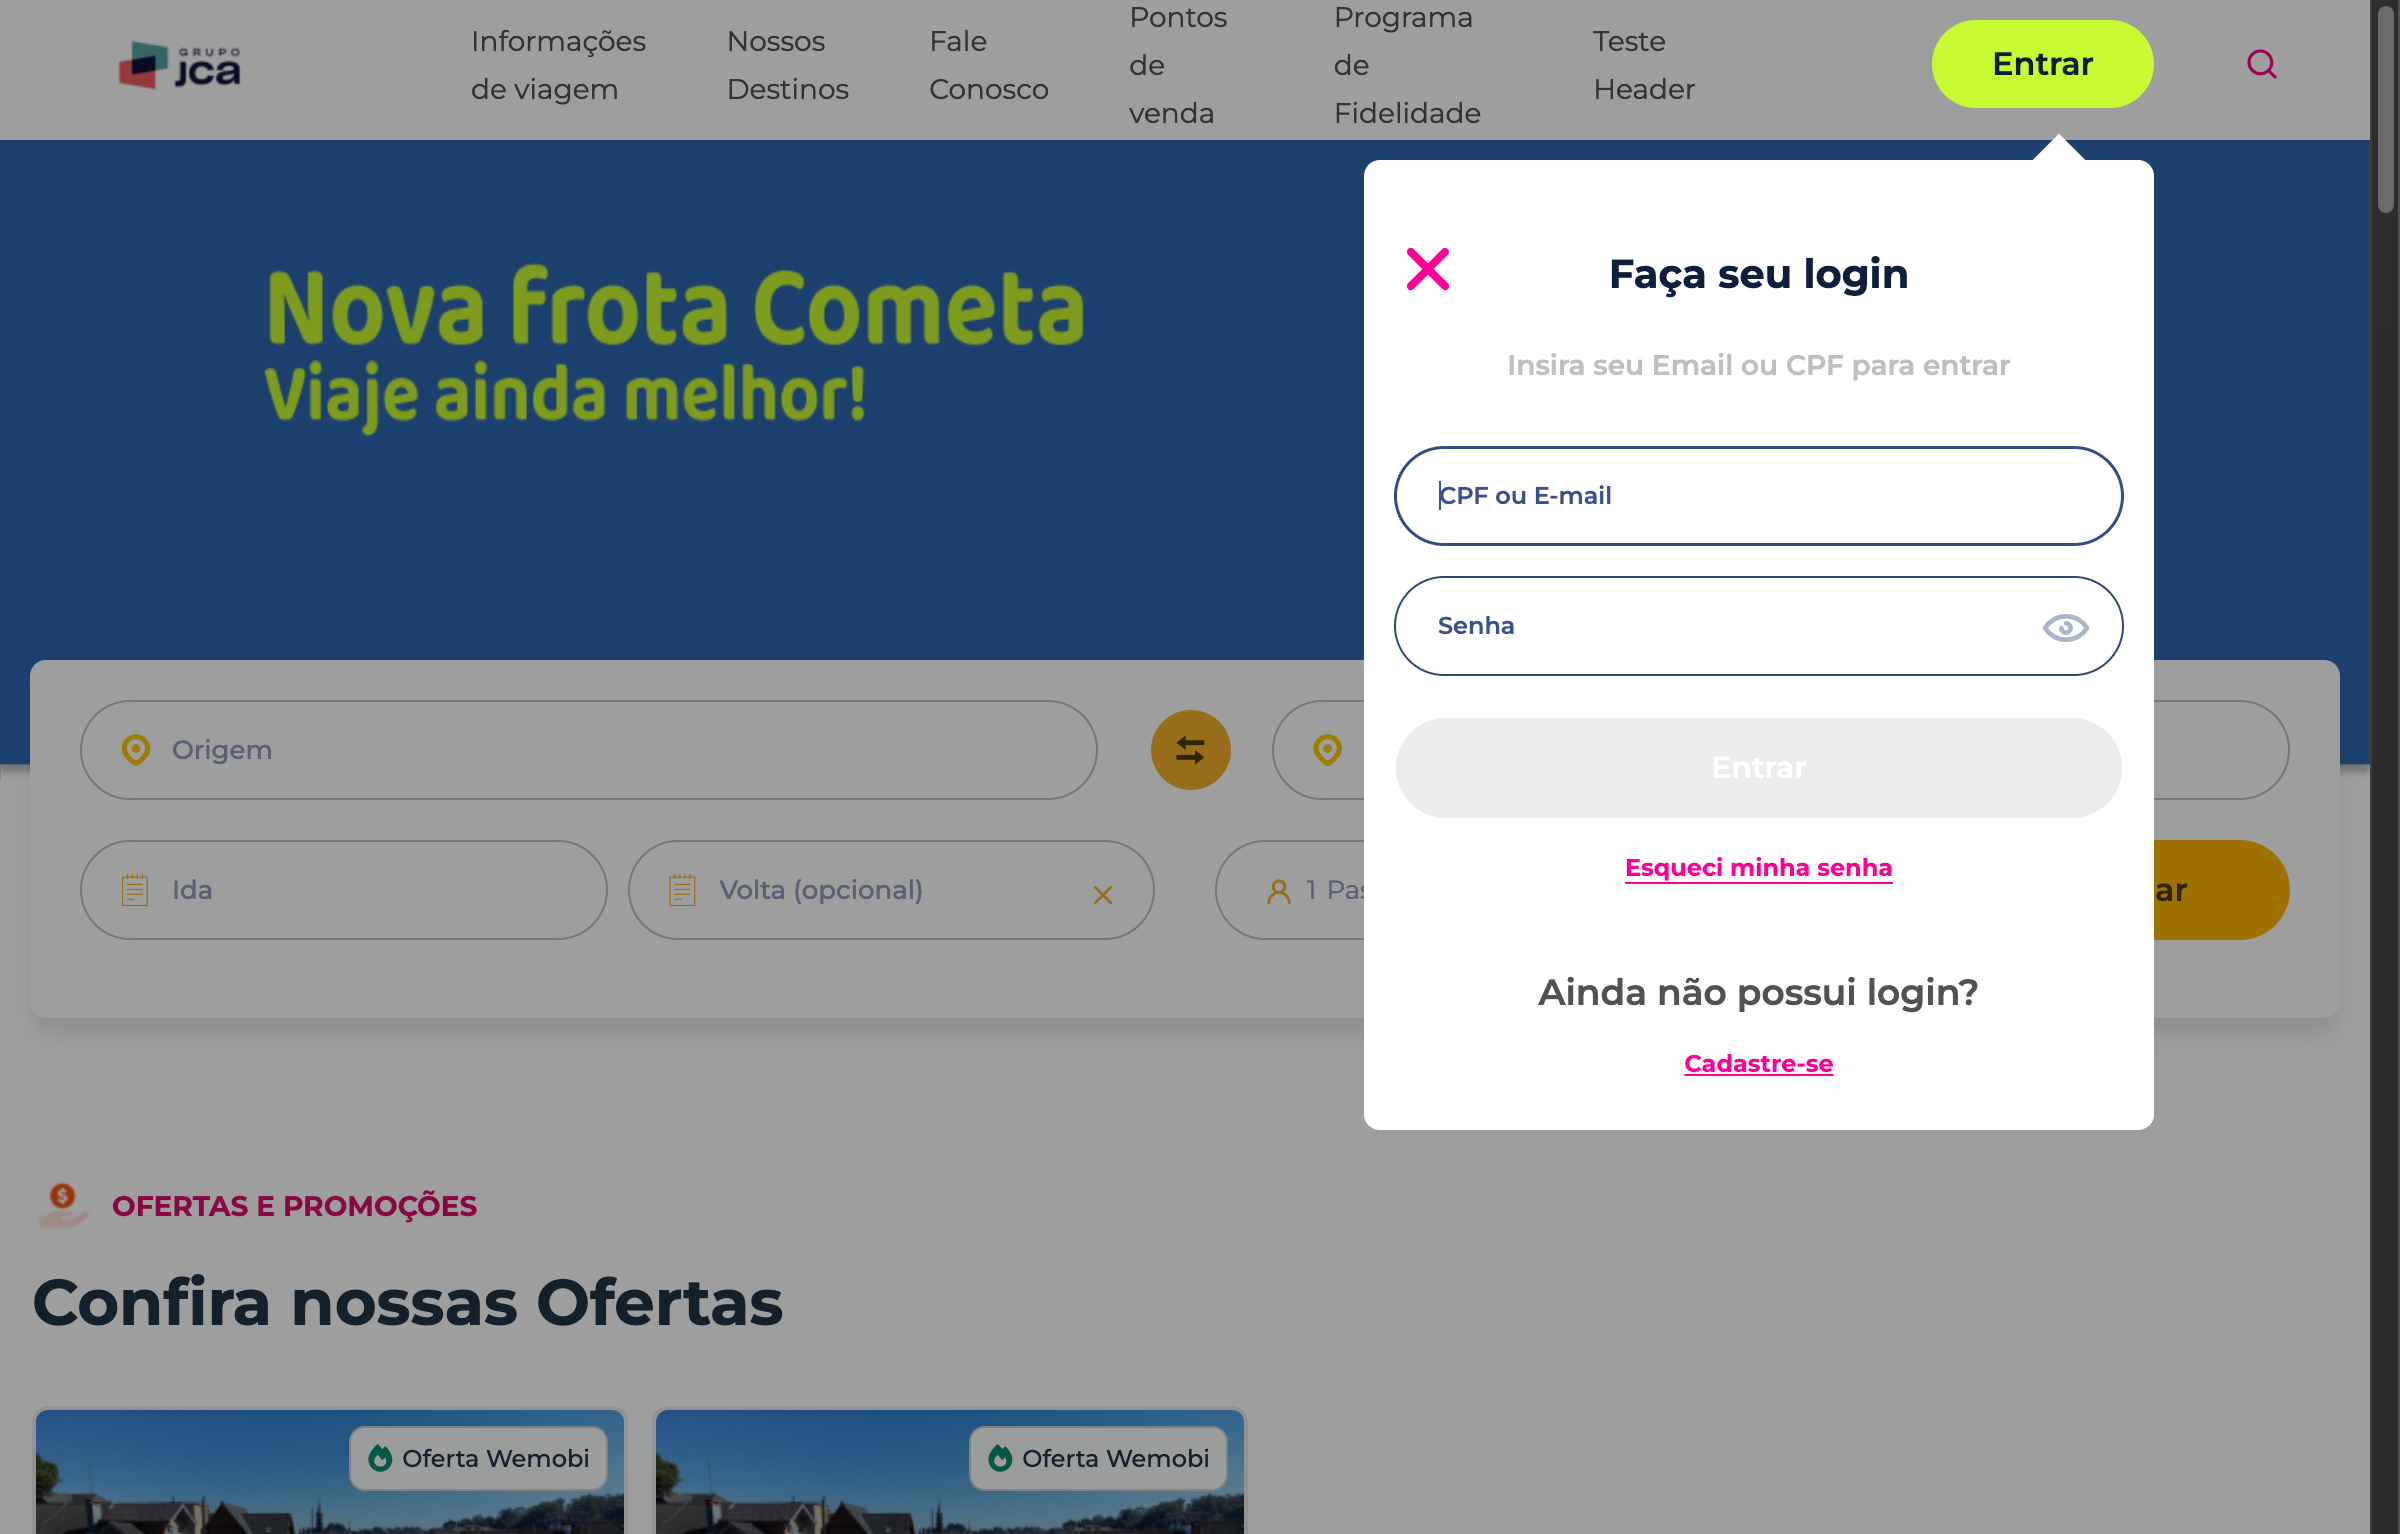 GRUPO
jca
Informações
de viagem
Nossos
Destinos
Fale
Conosco
Pontos
de
venda
Programa
de
Fidelidade
Teste
Header
Entrar
Nova frota Cometa
Viaje ainda melhor!
Faça seu login
Insira seu Email ou CPF para entrar
CPF ou E-mail
Senha
Entrar
Esqueci minha senha
Ainda não possui login?
Cadastre-se
Origem
Ida
Volta (opcional)
1
OFERTAS E PROMOÇÕES
Confira nossas Ofertas
Oferta Wemobi
Oferta Wemobi